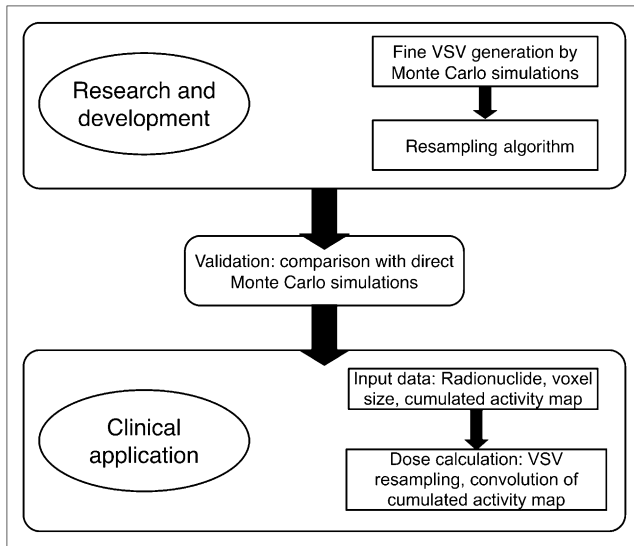 Research and
development
Fine VSV generation by
Monte Carlo simulations
Resampling algorithm
Validation: comparison with direct
Monte Carlo simulations
Clinical
application
Input data: Radionuclide, voxel
size, cumulated activity map
Dose calculation: VSV
resampling, convolution of
cumulated activity map